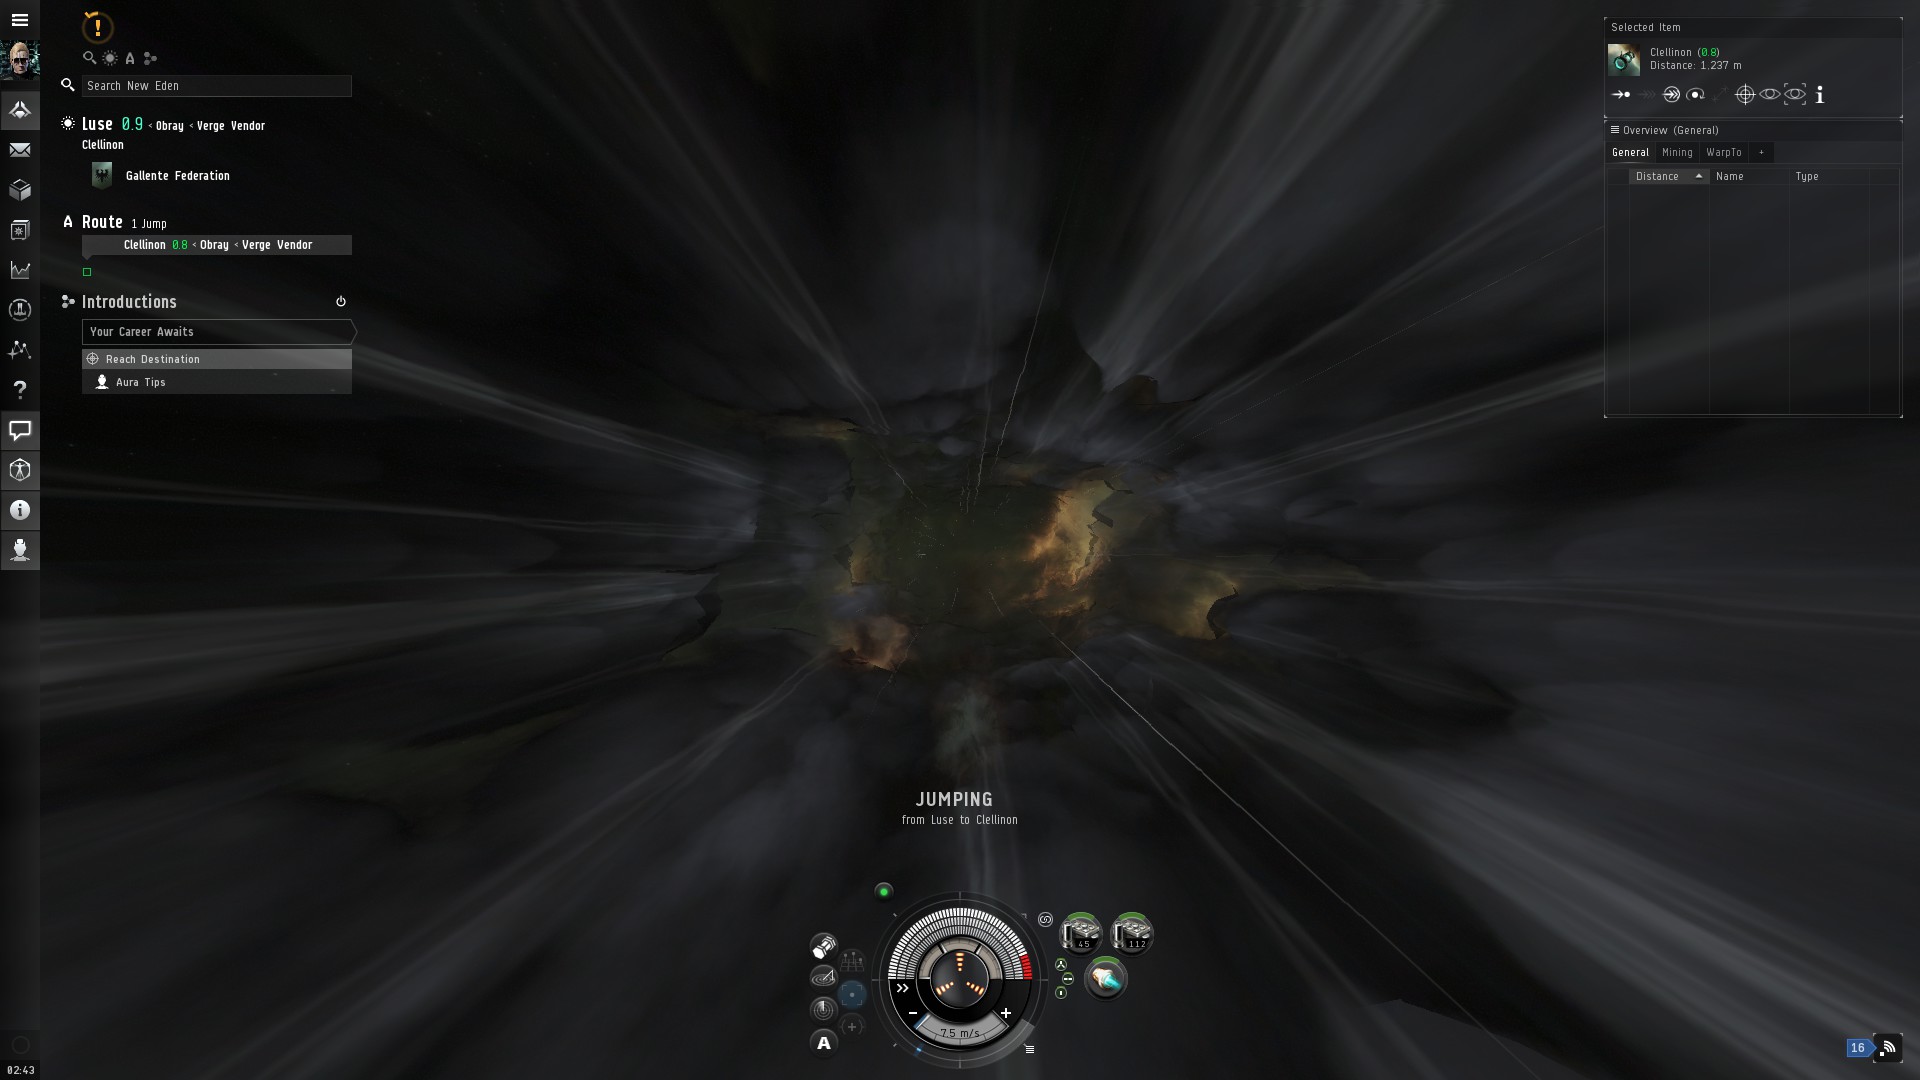 Search New Eden
Luse 0.9 < Obray < Verge Vendor
Clellinon
Gallente Federation
A Route 1 Jump
Clellinon 0.8 < Obray < Verge Vendor
Introductions
Your Career Awaits
Reach Destination
Aura Tips
Selected Item
Clellinon (0.8)
Distance: 1,237 m
Overview (General)
General Mining WarpTo +
Distance Name Type
JUMPING
from Luse to Clellinon
45 112
7.5 m/s
A
16
02:43